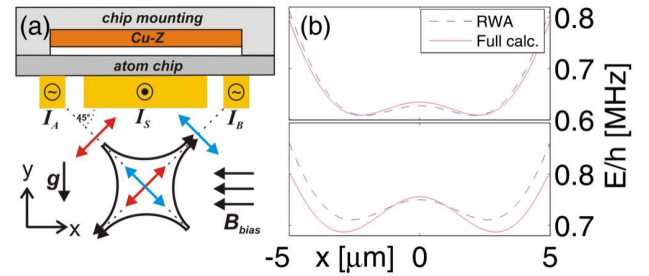 (a)
chip mounting
Cu-Z
atom chip
~ ~
I_A I_S I_B
45°
y
g
x
B_bias
(b)
RWA
Full calc.
0.8
0.7
0.6
0.8
0.7
E/h [MHz]
-5 x [μm] 0 5